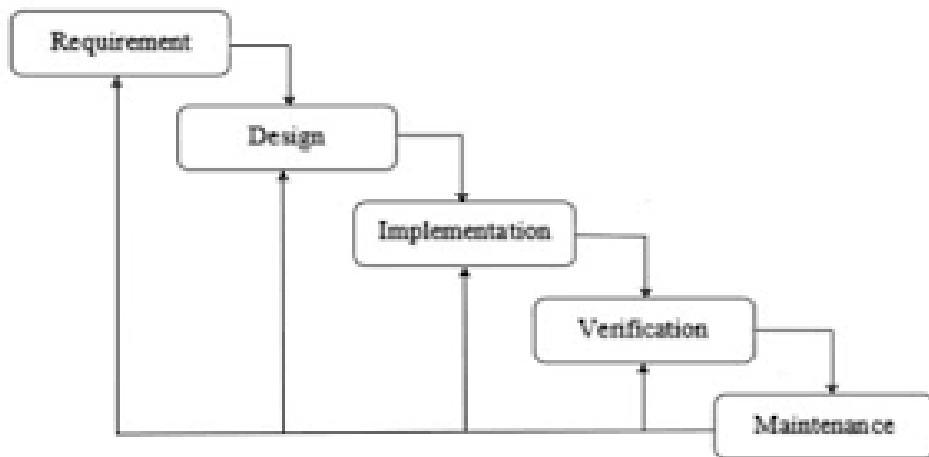 Requirement
Design
Implementation
Verification
Maintenance